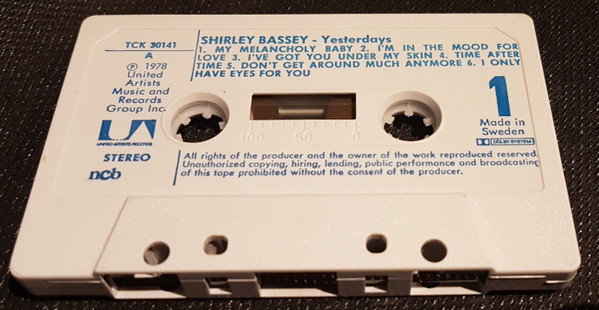 TCK 30141
A
℗ 1978
United
Artists
Music and
Records
Group Inc.
UA
UNITED ARTISTS RECORDS
STEREO
ncb
SHIRLEY BASSEY - Yesterdays
1. MY MELANCHOLY BABY 2. I'M IN THE MOOD FOR
LOVE 3. I'VE GOT YOU UNDER MY SKIN 4. TIME AFTER
TIME 5. DON'T GET AROUND MUCH ANYMORE 6. I ONLY
HAVE EYES FOR YOU
1
Made in
Sweden
DOLBY SYSTEM
100 50 0
All rights of the producer and the owner of the work reproduced reserved.
Unauthorized copying, hiring, lending, public performance and broadcasting
of this tape prohibited without the consent of the producer.